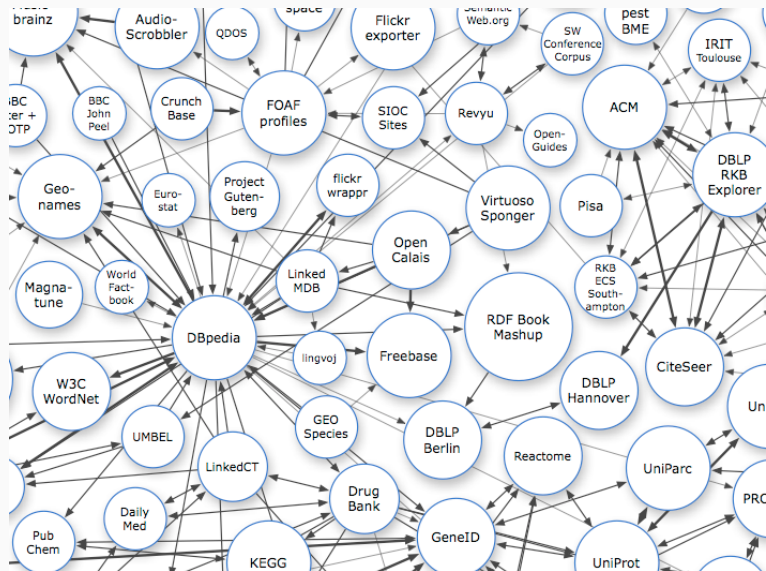 brainz
Audio-
Scrobbler
QDOS
space
Flickr
exporter
Semantic
Web.org
SW
Conference
Corpus
pest
BME
IRIT
Toulouse
BBC
John
Peel
Crunch
Base
FOAF
profiles
SIOC
Sites
Revyu
Open-
Guides
ACM
DBLP
RKB
Explorer
OTP
Geo-
names
Euro-
stat
Project
Guten-
berg
flickr
wrappr
Virtuoso
Sponger
Pisa
Open
Calais
Magna-
tune
World
Fact-
book
Linked
MDB
RKB
ECS
South-
ampton
DBpedia
lingvoj
Freebase
RDF Book
Mashup
CiteSeer
W3C
WordNet
DBLP
Hannover
Un
UMBEL
GEO
Species
DBLP
Berlin
LinkedCT
Reactome
UniParc
Daily
Med
Drug
Bank
PRO
Pub
Chem
KEGG
GeneID
UniProt